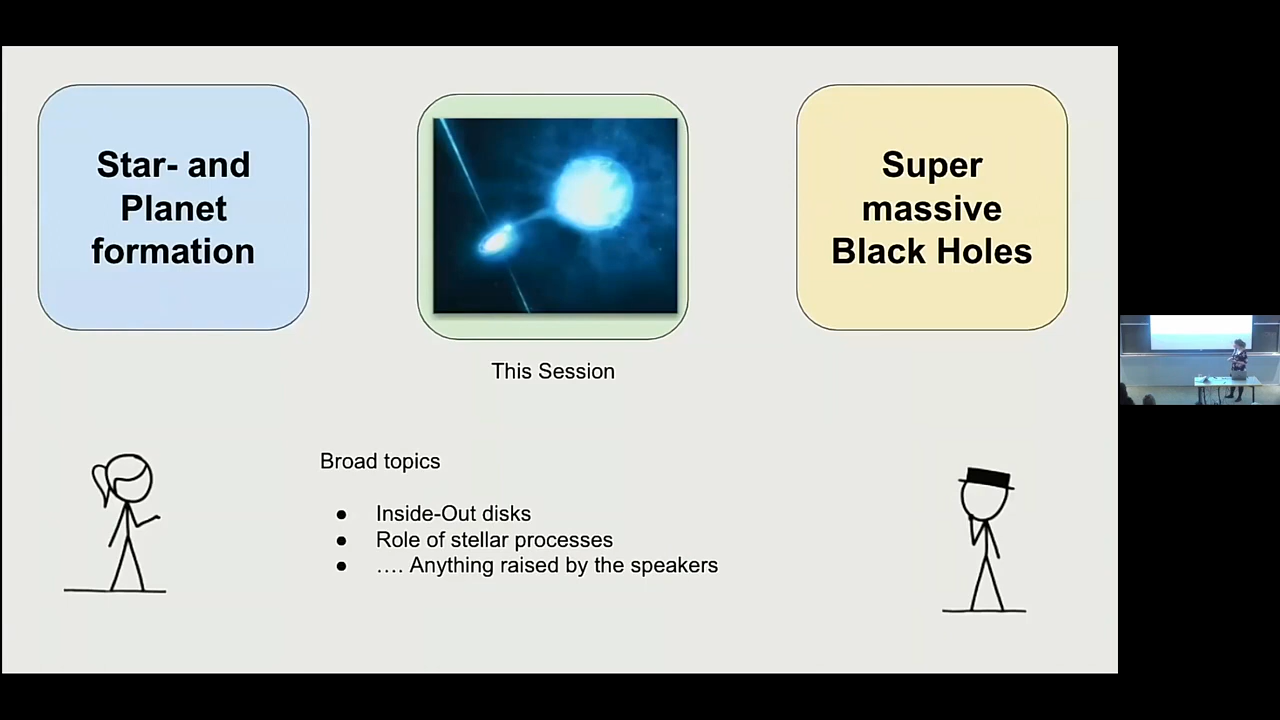 Star- and
Planet
formation
Super
massive
Black Holes
This Session
Broad topics
● Inside-Out disks
● Role of stellar processes
● …. Anything raised by the speakers